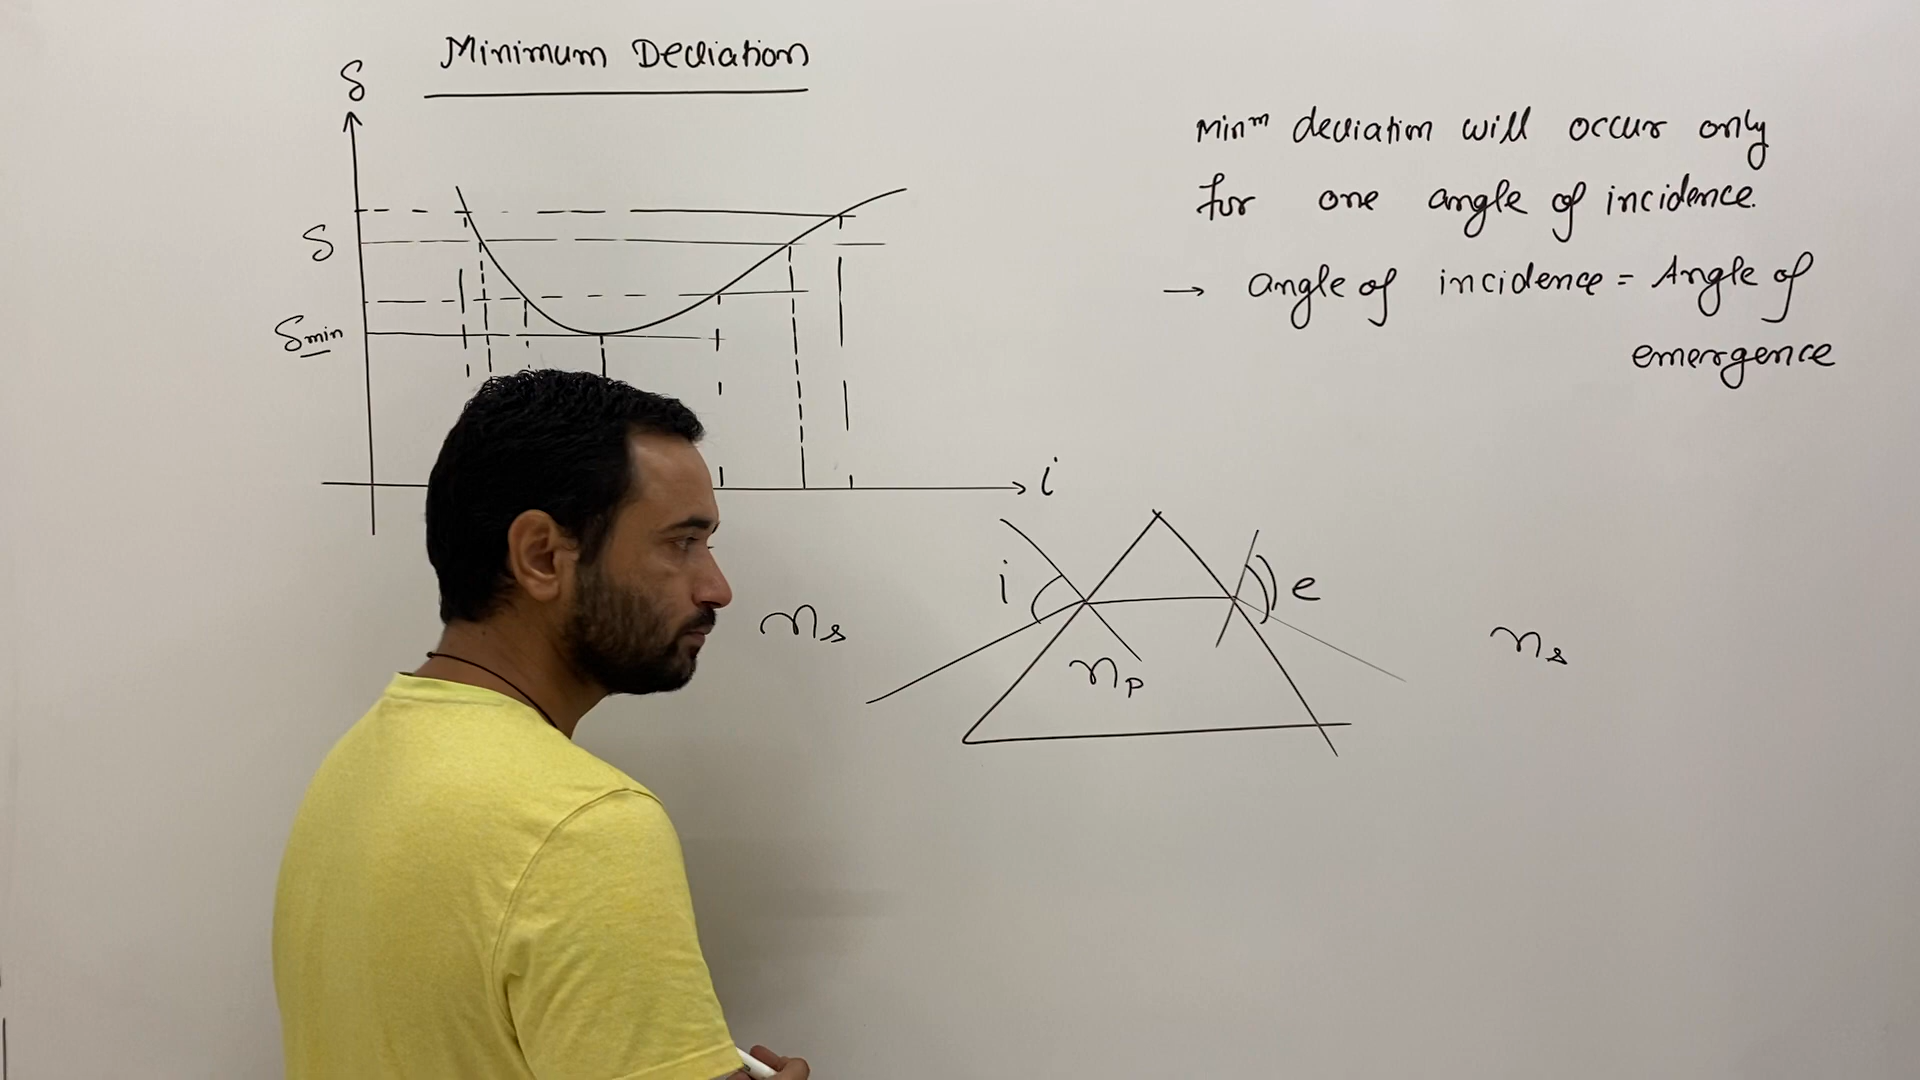 Minimum Deviation
δ
δ
δmin
i
Minᵐ deviation will occur only
for one angle of incidence.
→ angle of incidence = Angle of
emergence
i
e
ns
np
ns